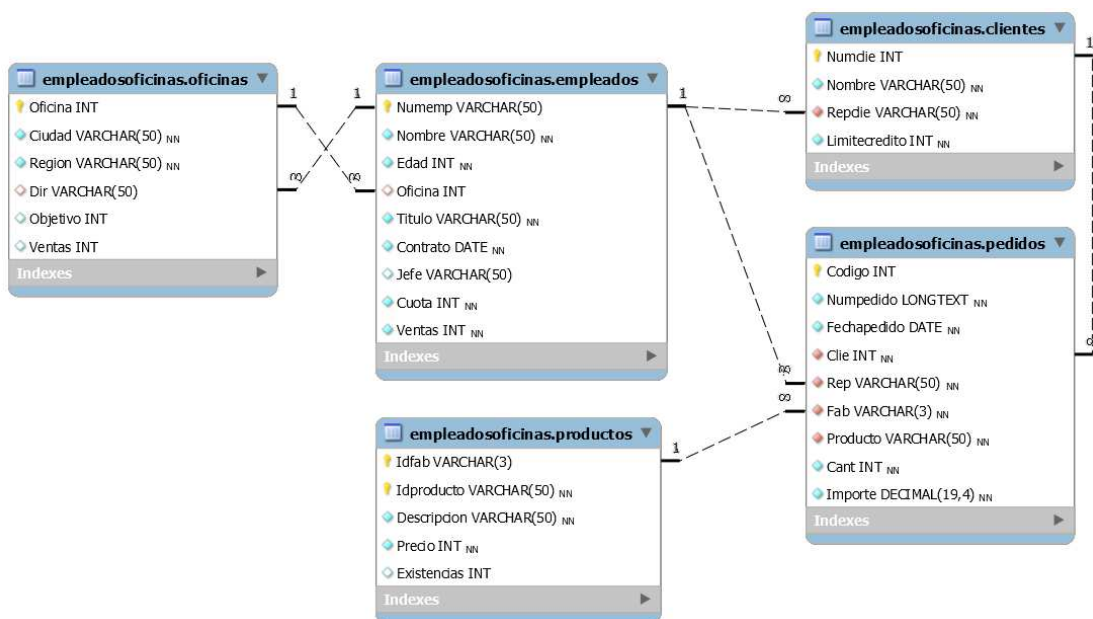 empleadosoficinas.oficinas
Oficina INT
Ciudad VARCHAR(50) NN
Region VARCHAR(50) NN
Dir VARCHAR(50)
Objetivo INT
Ventas INT
Indexes
1
∞
empleadosoficinas.empleados
Numemp VARCHAR(50)
Nombre VARCHAR(50) NN
Edad INT NN
Oficina INT
Titulo VARCHAR(50) NN
Contrato DATE NN
Jefe VARCHAR(50)
Cuota INT NN
Ventas INT NN
Indexes
1
∞
1
empleadosoficinas.clientes
Numclie INT
Nombre VARCHAR(50) NN
Repclie VARCHAR(50) NN
Limitecredito INT NN
Indexes
∞
1
empleadosoficinas.pedidos
Codigo INT
Numpedido LONGTEXT NN
Fechapedido DATE NN
Clie INT NN
Rep VARCHAR(50) NN
Fab VARCHAR(3) NN
Producto VARCHAR(50) NN
Cant INT NN
Importe DECIMAL(19,4) NN
Indexes
∞
∞
∞
empleadosoficinas.productos
Idfab VARCHAR(3)
Idproducto VARCHAR(50) NN
Descripcion VARCHAR(50) NN
Precio INT NN
Existencias INT
Indexes
1